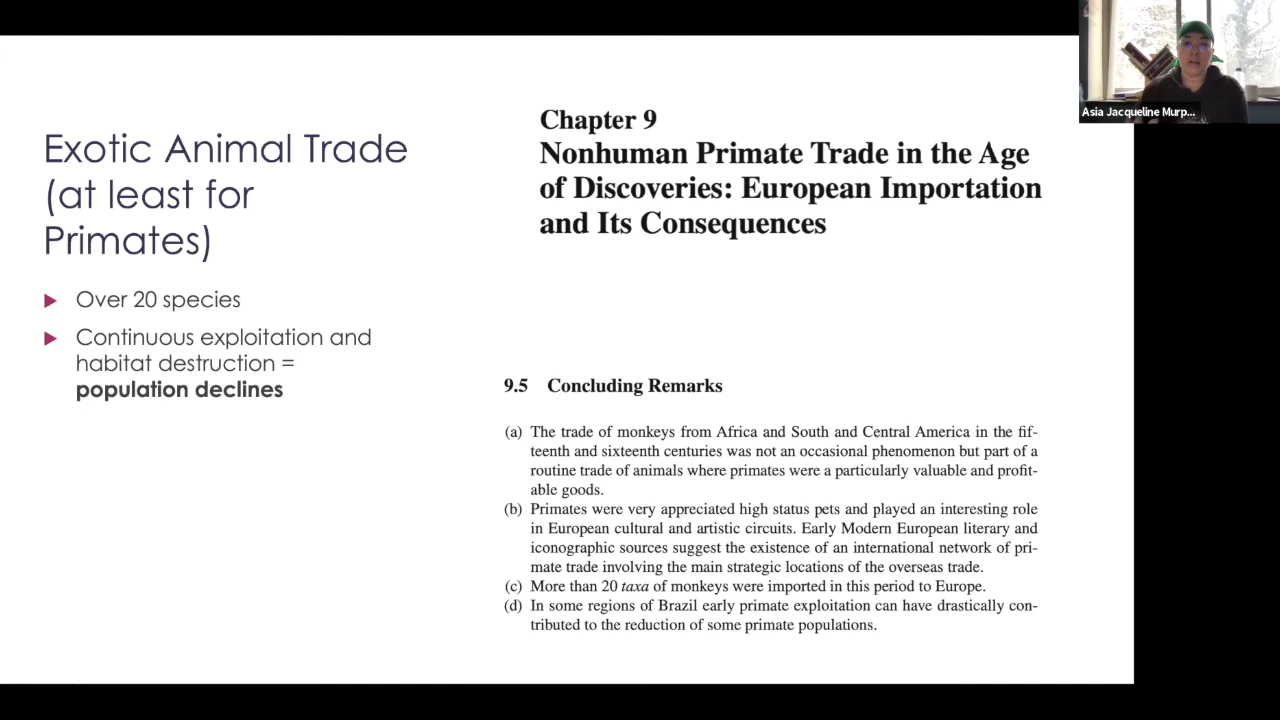 Exotic Animal Trade
(at least for
Primates)
Over 20 species
Continuous exploitation and
habitat destruction =
population declines
Chapter 9
Nonhuman Primate Trade in the Age
of Discoveries: European Importation
and Its Consequences
9.5 Concluding Remarks
(a) The trade of monkeys from Africa and South and Central America in the fif-
teenth and sixteenth centuries was not an occasional phenomenon but part of a
routine trade of animals where primates were a particularly valuable and profit-
able goods.
(b) Primates were very appreciated high status pets and played an interesting role
in European cultural and artistic circuits. Early Modern European literary and
iconographic sources suggest the existence of an international network of pri-
mate trade involving the main strategic locations of the overseas trade.
(c) More than 20 taxa of monkeys were imported in this period to Europe.
(d) In some regions of Brazil early primate exploitation can have drastically con-
tributed to the reduction of some primate populations.
Asia Jacqueline Murp...